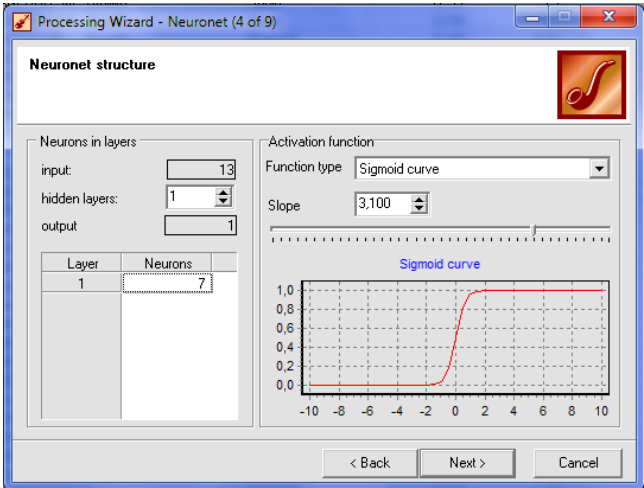 Processing Wizard - Neuronet (4 of 9)
Neuronet structure
Neurons in layers
input: 13
hidden layers: 1
output 1
Layer Neurons
1 7
Activation function
Function type Sigmoid curve
Slope 3,100
Sigmoid curve
1,0
0,8
0,6
0,4
0,2
0,0
-10 -8 -6 -4 -2 0 2 4 6 8 10
< Back Next > Cancel